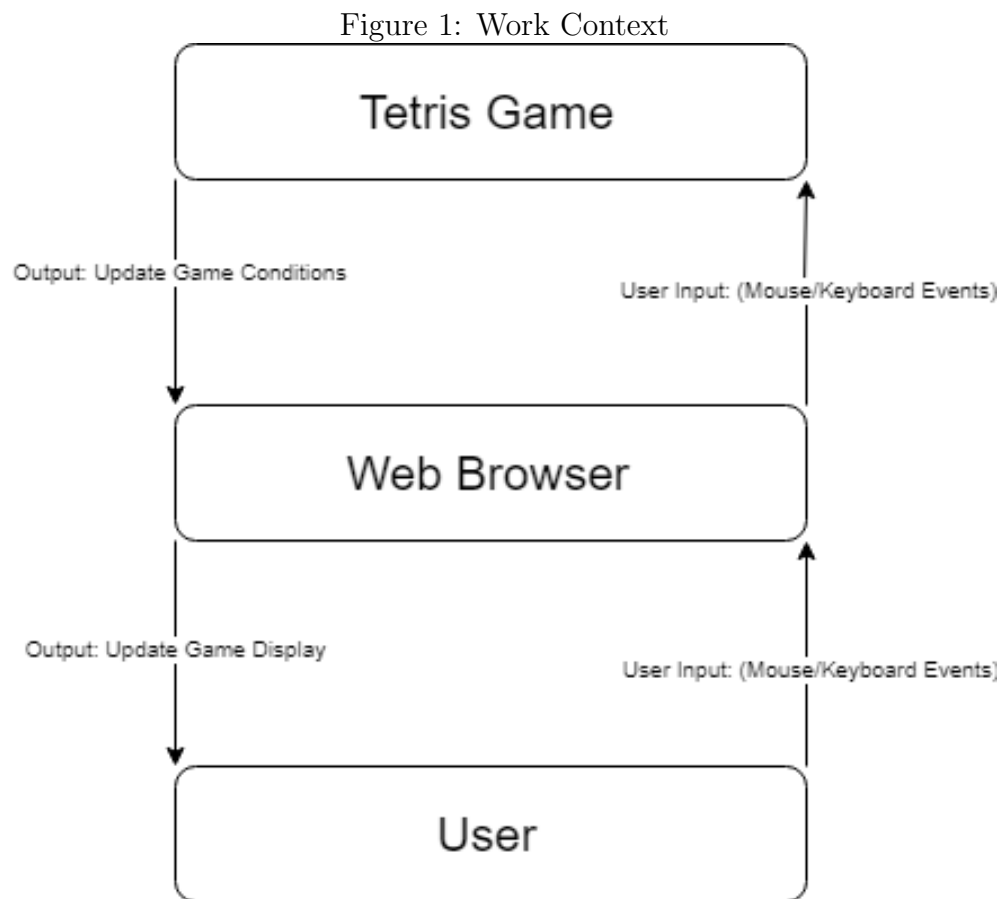 Figure 1: Work Context
Tetris Game
Output: Update Game Conditions
User Input: (Mouse/Keyboard Events)
Web Browser
Output: Update Game Display
User Input: (Mouse/Keyboard Events)
User